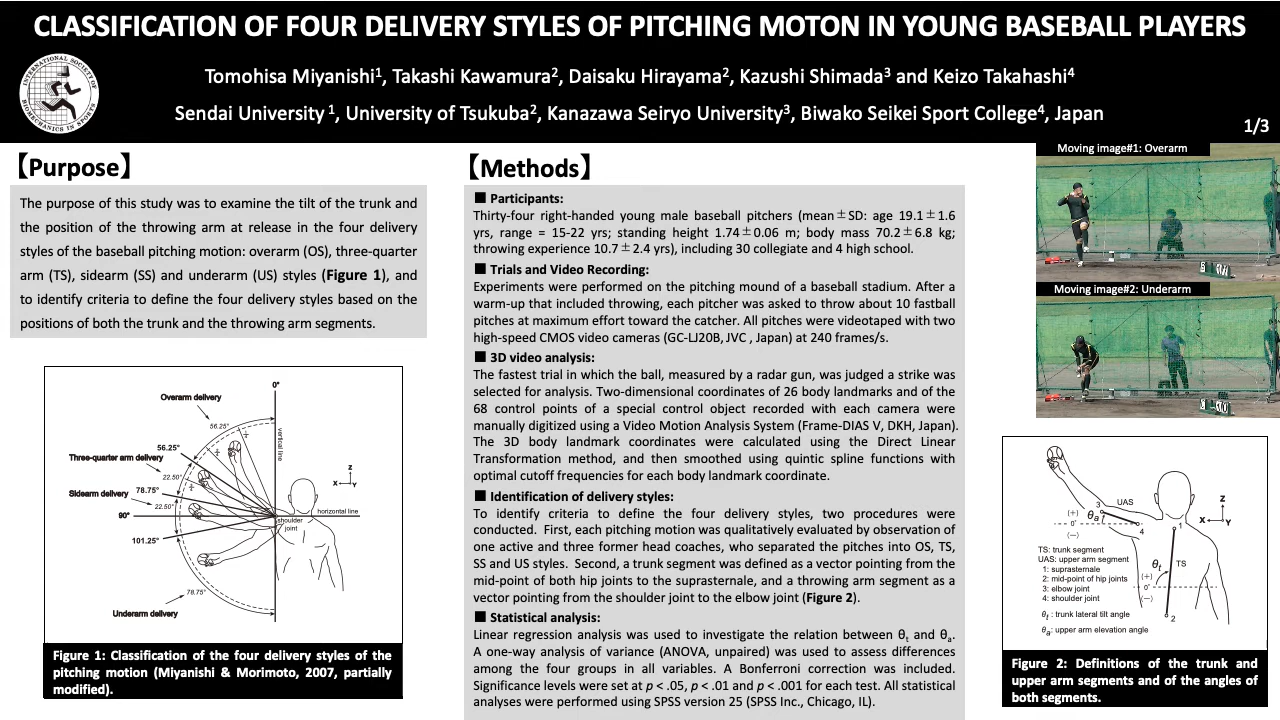 CLASSIFICATION OF FOUR DELIVERY STYLES OF PITCHING MOTON IN YOUNG BASEBALL PLAYERS
Tomohisa Miyanishi1, Takashi Kawamura2, Daisaku Hirayama2, Kazushi Shimada3 and Keizo Takahashi4
Sendai University 1, University of Tsukuba2, Kanazawa Seiryo University3, Biwako Seikei Sport College4, Japan
INTERNATIONAL SOCIETY OF BIOMECHANICS IN SPORTS
1/3
【Purpose】
The purpose of this study was to examine the tilt of the trunk and
the position of the throwing arm at release in the four delivery
styles of the baseball pitching motion: overarm (OS), three-quarter
arm (TS), sidearm (SS) and underarm (US) styles (Figure 1), and
to identify criteria to define the four delivery styles based on the
positions of both the trunk and the throwing arm segments.
0°
Overarm delivery
56.25°
vertical line
56.25°
Three-quarter arm delivery
22.50°
Sidearm delivery
78.75°
22.50°
90°
shoulder
joint
horizontal line
101.25°
78.75°
Underarm delivery
Z
X
Y
Figure 1: Classification of the four delivery styles of the
pitching motion (Miyanishi & Morimoto, 2007, partially
modified).
【Methods】
■ Participants:
Thirty-four right-handed young male baseball pitchers (mean±SD: age 19.1±1.6
yrs, range = 15-22 yrs; standing height 1.74±0.06 m; body mass 70.2±6.8 kg;
throwing experience 10.7±2.4 yrs), including 30 collegiate and 4 high school.
■ Trials and Video Recording:
Experiments were performed on the pitching mound of a baseball stadium. After a
warm-up that included throwing, each pitcher was asked to throw about 10 fastball
pitches at maximum effort toward the catcher. All pitches were videotaped with two
high-speed CMOS video cameras (GC-LJ20B, JVC , Japan) at 240 frames/s.
■ 3D video analysis:
The fastest trial in which the ball, measured by a radar gun, was judged a strike was
selected for analysis. Two-dimensional coordinates of 26 body landmarks and of the
68 control points of a special control object recorded with each camera were
manually digitized using a Video Motion Analysis System (Frame-DIAS V, DKH, Japan).
The 3D body landmark coordinates were calculated using the Direct Linear
Transformation method, and then smoothed using quintic spline functions with
optimal cutoff frequencies for each body landmark coordinate.
■ Identification of delivery styles:
To identify criteria to define the four delivery styles, two procedures were
conducted. First, each pitching motion was qualitatively evaluated by observation of
one active and three former head coaches, who separated the pitches into OS, TS,
SS and US styles. Second, a trunk segment was defined as a vector pointing from the
mid-point of both hip joints to the suprasternale, and a throwing arm segment as a
vector pointing from the shoulder joint to the elbow joint (Figure 2).
■ Statistical analysis:
Linear regression analysis was used to investigate the relation between θt and θa.
A one-way analysis of variance (ANOVA, unpaired) was used to assess differences
among the four groups in all variables. A Bonferroni correction was included.
Significance levels were set at p < .05, p < .01 and p < .001 for each test. All statistical
analyses were performed using SPSS version 25 (SPSS Inc., Chicago, IL).
Moving image#1: Overarm
Moving image#2: Underarm
UAS
3
(+)
0°
(—)
θa
4
1
Z
X
Y
TS: trunk segment
UAS: upper arm segment
1: suprasternale
2: mid-point of hip joints
3: elbow joint
4: shoulder joint
θt : trunk lateral tilt angle
θa: upper arm elevation angle
θt
TS
(+)
0°
(—)
2
Figure 2: Definitions of the trunk and
upper arm segments and of the angles of
both segments.